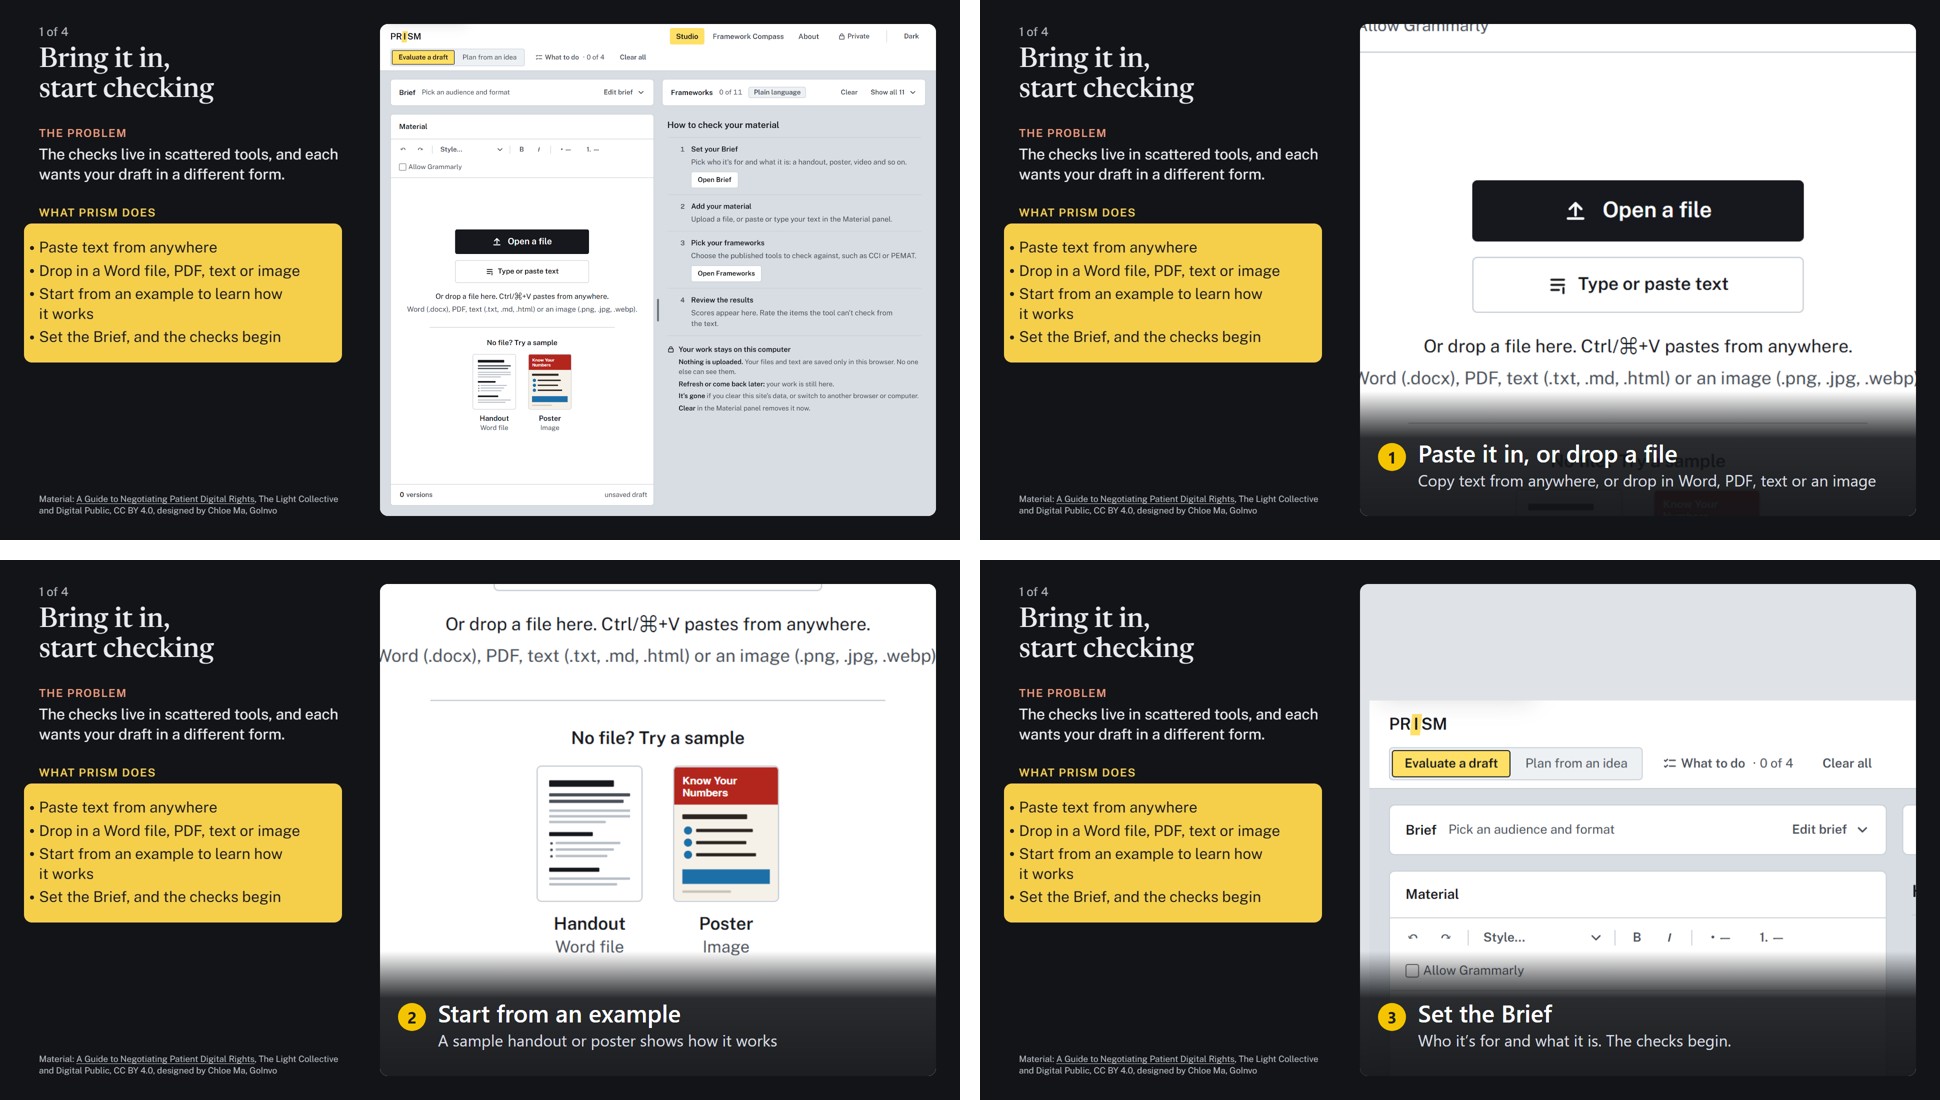 1 of 4
Bring it in,
start checking
THE PROBLEM
The checks live in scattered tools, and each
wants your draft in a different form.
WHAT PRISM DOES
• Paste text from anywhere
• Drop in a Word file, PDF, text or image
• Start from an example to learn how
it works
• Set the Brief, and the checks begin
Material: A Guide to Negotiating Patient Digital Rights, The Light Collective
and Digital Public, CC BY 4.0, designed by Chloe Ma, GoInvo
PRISM
Studio Framework Compass About Private Dark
Evaluate a draft Plan from an idea What to do · 0 of 4 Clear all
Brief Pick an audience and format Edit brief
Material
Style... B I • — 1. —
Allow Grammarly
Open a file
Type or paste text
Or drop a file here. Ctrl/⌘+V pastes from anywhere.
Word (.docx), PDF, text (.txt, .md, .html) or an image (.png, .jpg, .webp).
No file? Try a sample
Know Your
Numbers
Handout Poster
Word file Image
0 versions unsaved draft
Frameworks 0 of 11 Plain language Clear Show all 11
How to check your material
1 Set your Brief
Pick who it's for and what it is: a handout, poster, video and so on.
Open Brief
2 Add your material
Upload a file, or paste or type your text in the Material panel.
3 Pick your frameworks
Choose the published tools to check against, such as CCI or PEMAT.
Open Frameworks
4 Review the results
Scores appear here. Rate the items the tool can't check from
the text.
Your work stays on this computer
Nothing is uploaded. Your files and text are saved only in this browser. No one
else can see them.
Refresh or come back later: your work is still here.
It's gone if you clear this site's data, or switch to another browser or computer.
Clear in the Material panel removes it now.
1 of 4
Bring it in,
start checking
THE PROBLEM
The checks live in scattered tools, and each
wants your draft in a different form.
WHAT PRISM DOES
• Paste text from anywhere
• Drop in a Word file, PDF, text or image
• Start from an example to learn how
it works
• Set the Brief, and the checks begin
Material: A Guide to Negotiating Patient Digital Rights, The Light Collective
and Digital Public, CC BY 4.0, designed by Chloe Ma, GoInvo
Allow Grammarly
Open a file
Type or paste text
Or drop a file here. Ctrl/⌘+V pastes from anywhere.
Word (.docx), PDF, text (.txt, .md, .html) or an image (.png, .jpg, .webp)
No file? Try a sample
1 Paste it in, or drop a file
Copy text from anywhere, or drop in Word, PDF, text or an image
1 of 4
Bring it in,
start checking
THE PROBLEM
The checks live in scattered tools, and each
wants your draft in a different form.
WHAT PRISM DOES
• Paste text from anywhere
• Drop in a Word file, PDF, text or image
• Start from an example to learn how
it works
• Set the Brief, and the checks begin
Material: A Guide to Negotiating Patient Digital Rights, The Light Collective
and Digital Public, CC BY 4.0, designed by Chloe Ma, GoInvo
Or drop a file here. Ctrl/⌘+V pastes from anywhere.
Word (.docx), PDF, text (.txt, .md, .html) or an image (.png, .jpg, .webp)
No file? Try a sample
Know Your
Numbers
Handout Poster
Word file Image
2 Start from an example
A sample handout or poster shows how it works
1 of 4
Bring it in,
start checking
THE PROBLEM
The checks live in scattered tools, and each
wants your draft in a different form.
WHAT PRISM DOES
• Paste text from anywhere
• Drop in a Word file, PDF, text or image
• Start from an example to learn how
it works
• Set the Brief, and the checks begin
Material: A Guide to Negotiating Patient Digital Rights, The Light Collective
and Digital Public, CC BY 4.0, designed by Chloe Ma, GoInvo
PRISM
Evaluate a draft Plan from an idea What to do · 0 of 4 Clear all
Brief Pick an audience and format Edit brief
Material
Style... B I • — 1. —
Allow Grammarly
3 Set the Brief
Who it's for and what it is. The checks begin.